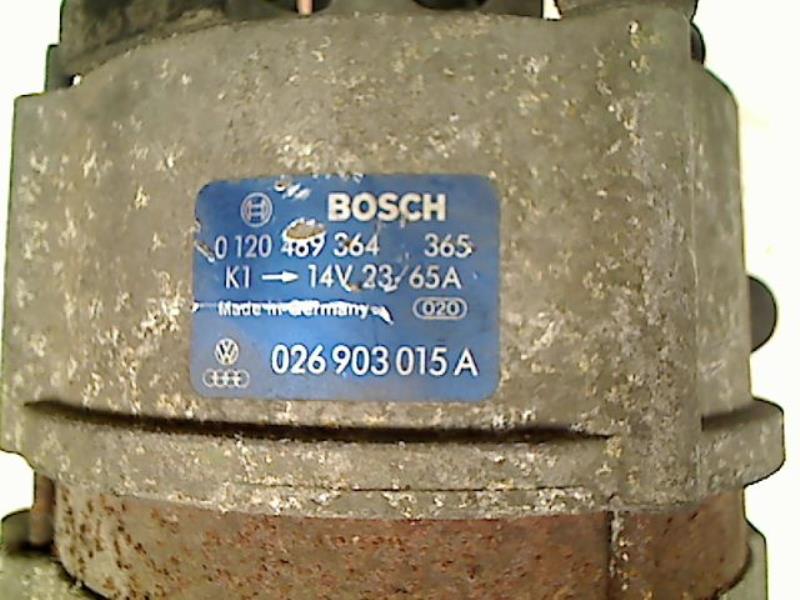 BOSCH
0 120 489 364 365
K1 → 14V 23/65A
Made in Germany 020
026 903 015 A